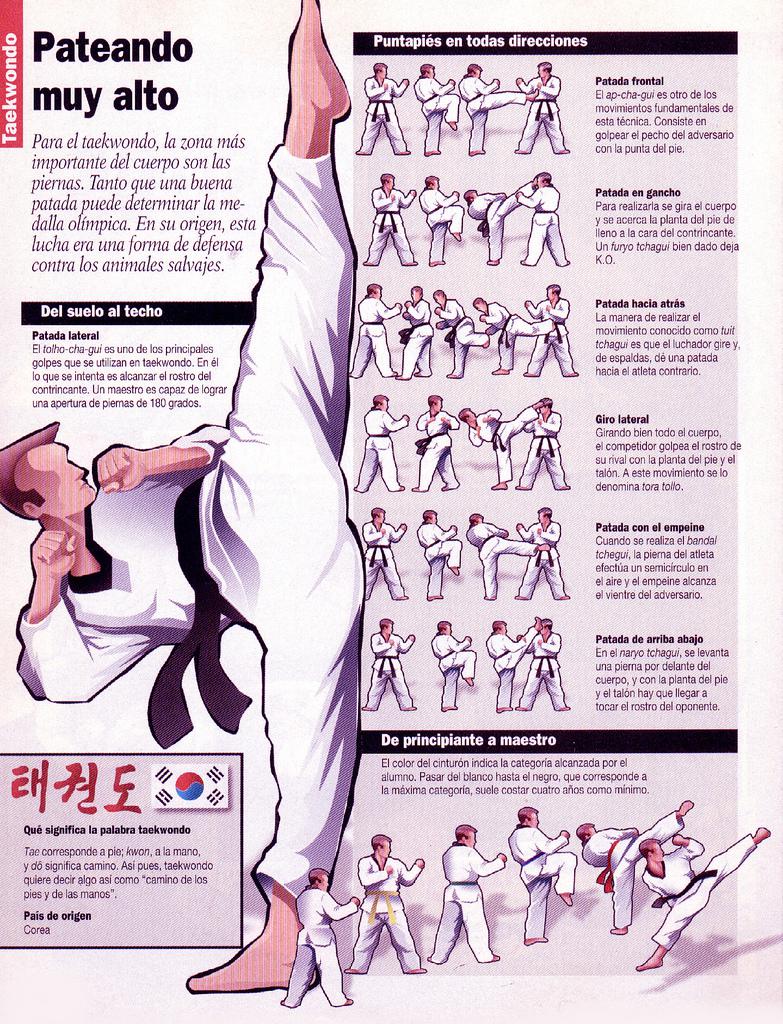 Taekwondo
Pateando
muy alto
Para el taekwondo, la zona más
importante del cuerpo son las
piernas. Tanto que una buena
patada puede determinar la me-
dalla olímpica. En su origen, esta
lucha era una forma de defensa
contra los animales salvajes.
Del suelo al techo
Patada lateral
El tolho-cha-gui es uno de los principales
golpes que se utilizan en taekwondo. En él
lo que se intenta es alcanzar el rostro del
contrincante. Un maestro es capaz de lograr
una apertura de piernas de 180 grados.
태권도
Qué significa la palabra taekwondo
Tae corresponde a pie; kwon, a la mano,
y dô significa camino. Así pues, taekwondo
quiere decir algo así como “camino de los
pies y de las manos”.
País de origen
Corea
Puntapiés en todas direcciones
Patada frontal
El ap-cha-gui es otro de los
movimientos fundamentales de
esta técnica. Consiste en
golpear el pecho del adversario
con la punta del pie.
Patada en gancho
Para realizarla se gira el cuerpo
y se acerca la planta del pie de
lleno a la cara del contrincante.
Un furyo tchagui bien dado deja
K.O.
Patada hacia atrás
La manera de realizar el
movimiento conocido como tuit
tchagui es que el luchador gire y,
de espaldas, dé una patada
hacia el atleta contrario.
Giro lateral
Girando bien todo el cuerpo,
el competidor golpea el rostro de
su rival con la planta del pie y el
talón. A este movimiento se lo
denomina tora tollo.
Patada con el empeine
Cuando se realiza el bandal
tchegui, la pierna del atleta
efectúa un semicírculo en
el aire y el empeine alcanza
el vientre del adversario.
Patada de arriba abajo
En el naryo tchagui, se levanta
una pierna por delante del
cuerpo, y con la planta del pie
y el talón hay que llegar a
tocar el rostro del oponente.
De principiante a maestro
El color del cinturón indica la categoría alcanzada por el
alumno. Pasar del blanco hasta el negro, que corresponde a
la máxima categoría, suele costar cuatro años como mínimo.